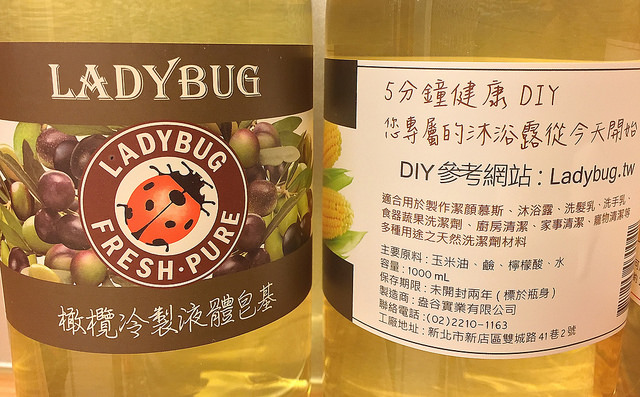 LADYBUG
LADYBUG
FRESH·PURE
橄欖冷製液體皂基
5分鐘健康 DIY
您專屬的沐浴露從今天開始
DIY 參考網站：Ladybug.tw
適合用於製作潔顏慕斯、沐浴露、洗髮乳、洗手乳、
食器蔬果洗潔劑、廚房清潔、家事清潔、寵物清潔等
多種用途之天然洗潔劑材料
主要原料：玉米油、鹼、檸檬酸、水
容量：1000 mL
保存期限：未開封兩年（標於瓶身）
製造商：盎谷實業有限公司
聯絡電話：(02)2210-1163
工廠地址：新北市新店區雙城路41巷2號